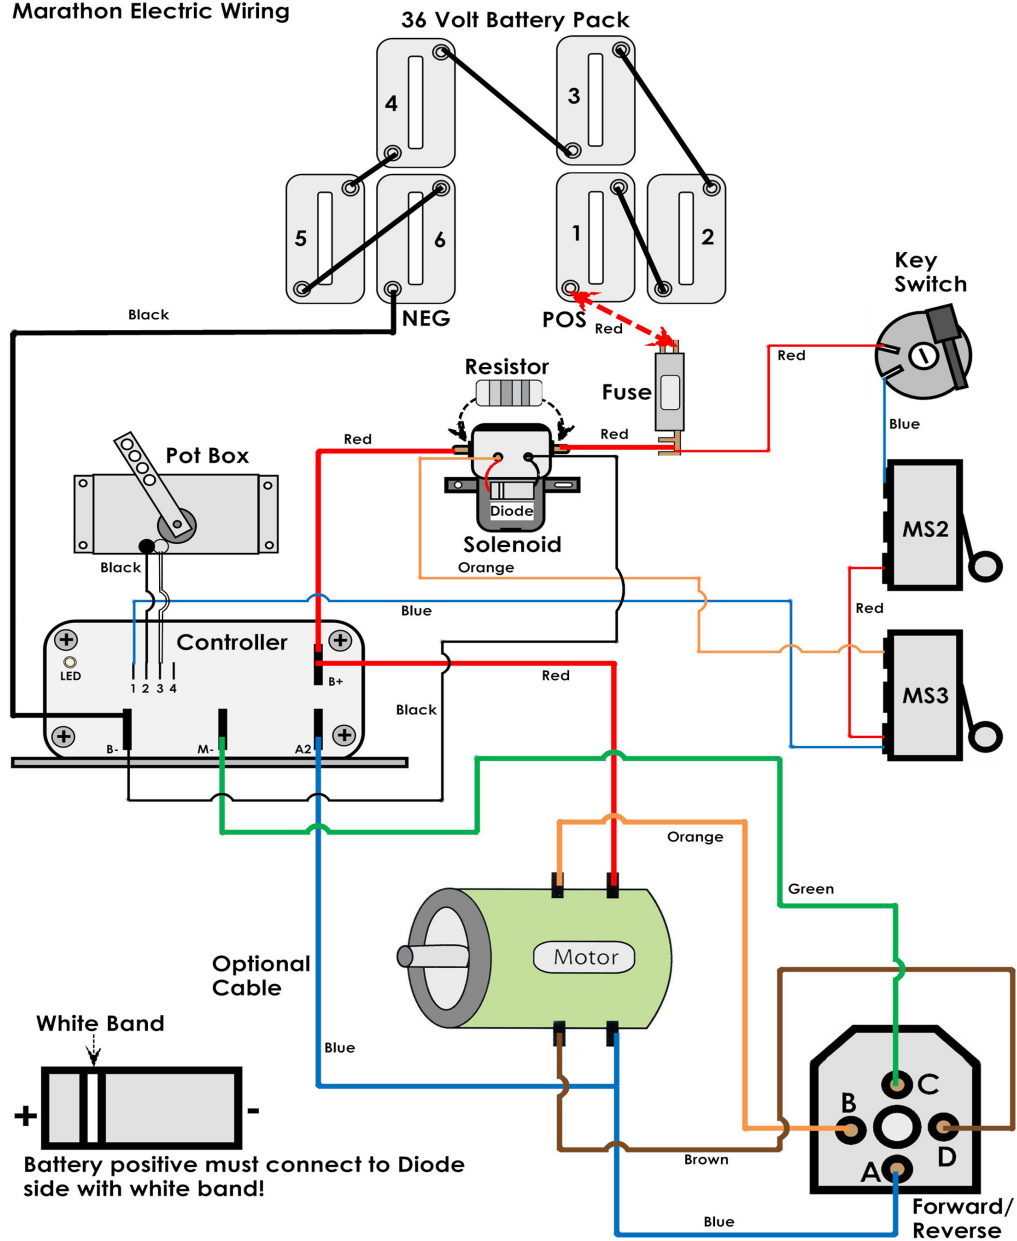 Marathon Electric Wiring
36 Volt Battery Pack
4
3
5
6
1
2
Key
Switch
Black
NEG
POS
Red
Red
Resistor
Fuse
Red
Red
Blue
Pot Box
MS2
Diode
Solenoid
Black
Orange
Blue
Red
Controller
LED
1 2 3 4
B+
Red
MS3
Black
B-
M-
A2
Orange
Green
Motor
Optional
Cable
White Band
Blue
C
B
+
-
D
A
Brown
Battery positive must connect to Diode
side with white band!
Blue
Forward/
Reverse